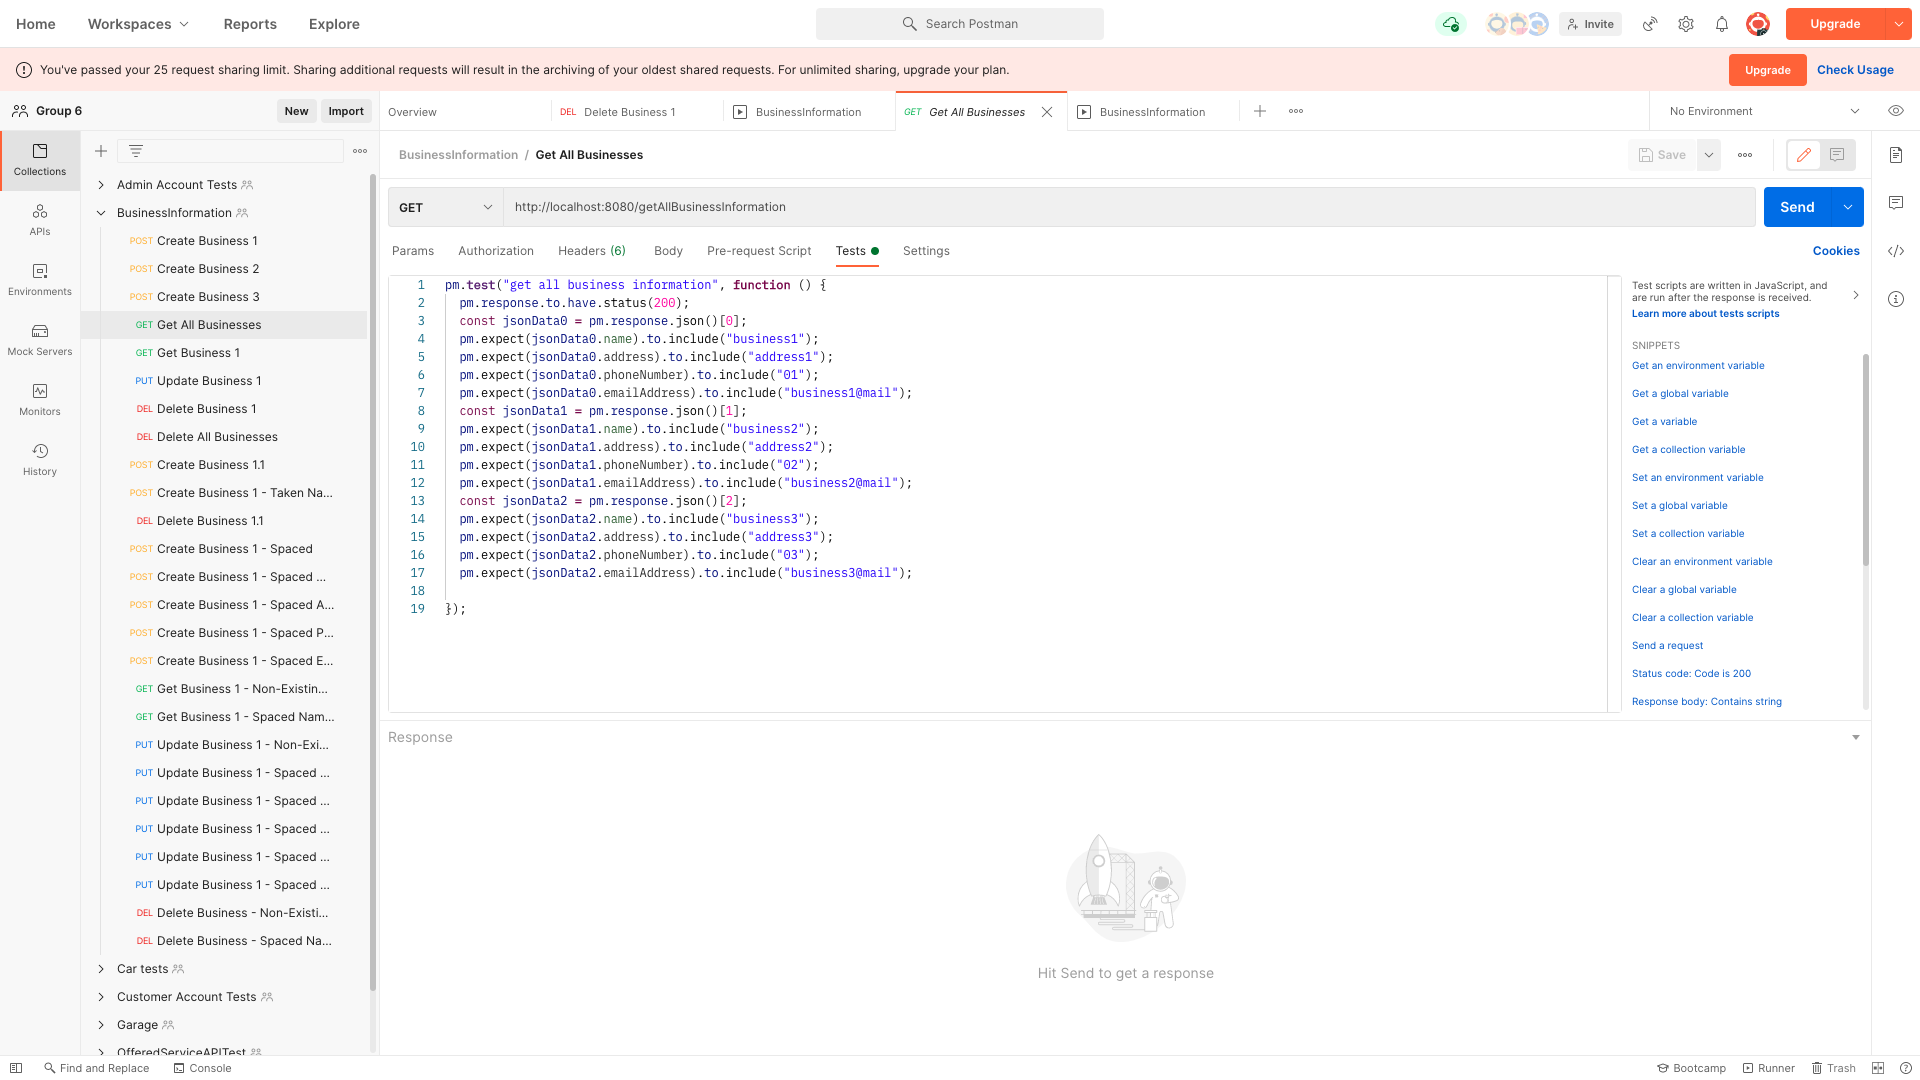 Home
Workspaces
Reports
Explore
Search Postman
Invite
Upgrade
You've passed your 25 request sharing limit. Sharing additional requests will result in the archiving of your oldest shared requests. For unlimited sharing, upgrade your plan.
Upgrade
Check Usage
Group 6
New
Import
Overview
DEL Delete Business 1
BusinessInformation
GET Get All Businesses
BusinessInformation
No Environment
Collections
APIs
Environments
Mock Servers
Monitors
History
Admin Account Tests
BusinessInformation
POST Create Business 1
POST Create Business 2
POST Create Business 3
GET Get All Businesses
GET Get Business 1
PUT Update Business 1
DEL Delete Business 1
DEL Delete All Businesses
POST Create Business 1.1
POST Create Business 1 - Taken Na...
DEL Delete Business 1.1
POST Create Business 1 - Spaced
POST Create Business 1 - Spaced ...
POST Create Business 1 - Spaced A...
POST Create Business 1 - Spaced P...
POST Create Business 1 - Spaced E...
GET Get Business 1 - Non-Existin...
GET Get Business 1 - Spaced Nam...
PUT Update Business 1 - Non-Exi...
PUT Update Business 1 - Spaced ...
PUT Update Business 1 - Spaced ...
PUT Update Business 1 - Spaced ...
PUT Update Business 1 - Spaced ...
PUT Update Business 1 - Spaced ...
DEL Delete Business - Non-Existi...
DEL Delete Business - Spaced Na...
Car tests
Customer Account Tests
Garage
OfferedServiceAPITest
BusinessInformation / Get All Businesses
Save
GET
http://localhost:8080/getAllBusinessInformation
Send
Params
Authorization
Headers (6)
Body
Pre-request Script
Tests
Settings
Cookies
1 pm.test("get all business information", function () {
2 pm.response.to.have.status(200);
3 const jsonData0 = pm.response.json()[0];
4 pm.expect(jsonData0.name).to.include("business1");
5 pm.expect(jsonData0.address).to.include("address1");
6 pm.expect(jsonData0.phoneNumber).to.include("01");
7 pm.expect(jsonData0.emailAddress).to.include("business1@mail");
8 const jsonData1 = pm.response.json()[1];
9 pm.expect(jsonData1.name).to.include("business2");
10 pm.expect(jsonData1.address).to.include("address2");
11 pm.expect(jsonData1.phoneNumber).to.include("02");
12 pm.expect(jsonData1.emailAddress).to.include("business2@mail");
13 const jsonData2 = pm.response.json()[2];
14 pm.expect(jsonData2.name).to.include("business3");
15 pm.expect(jsonData2.address).to.include("address3");
16 pm.expect(jsonData2.phoneNumber).to.include("03");
17 pm.expect(jsonData2.emailAddress).to.include("business3@mail");
18
19 });
Test scripts are written in JavaScript, and
are run after the response is received.
Learn more about tests scripts
SNIPPETS
Get an environment variable
Get a global variable
Get a variable
Get a collection variable
Set an environment variable
Set a global variable
Set a collection variable
Clear an environment variable
Clear a global variable
Clear a collection variable
Send a request
Status code: Code is 200
Response body: Contains string
Response
Hit Send to get a response
Find and Replace
Console
Bootcamp
Runner
Trash